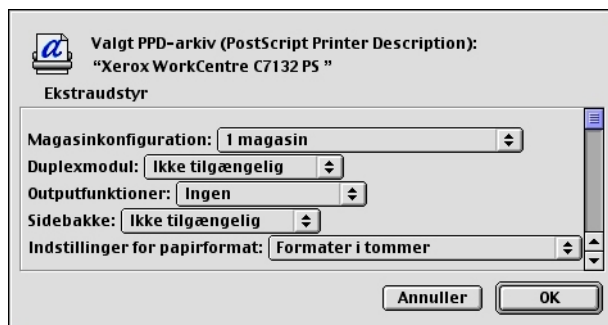 Valgt PPD-arkiv (PostScript Printer Description):
“Xerox WorkCentre C7132 PS ”
Ekstraudstyr
Magasinkonfiguration: 1 magasin
Duplexmodul: Ikke tilgængelig
Outputfunktioner: Ingen
Sidebakke: Ikke tilgængelig
Indstillinger for papirformat: Formater i tommer
Annuller OK